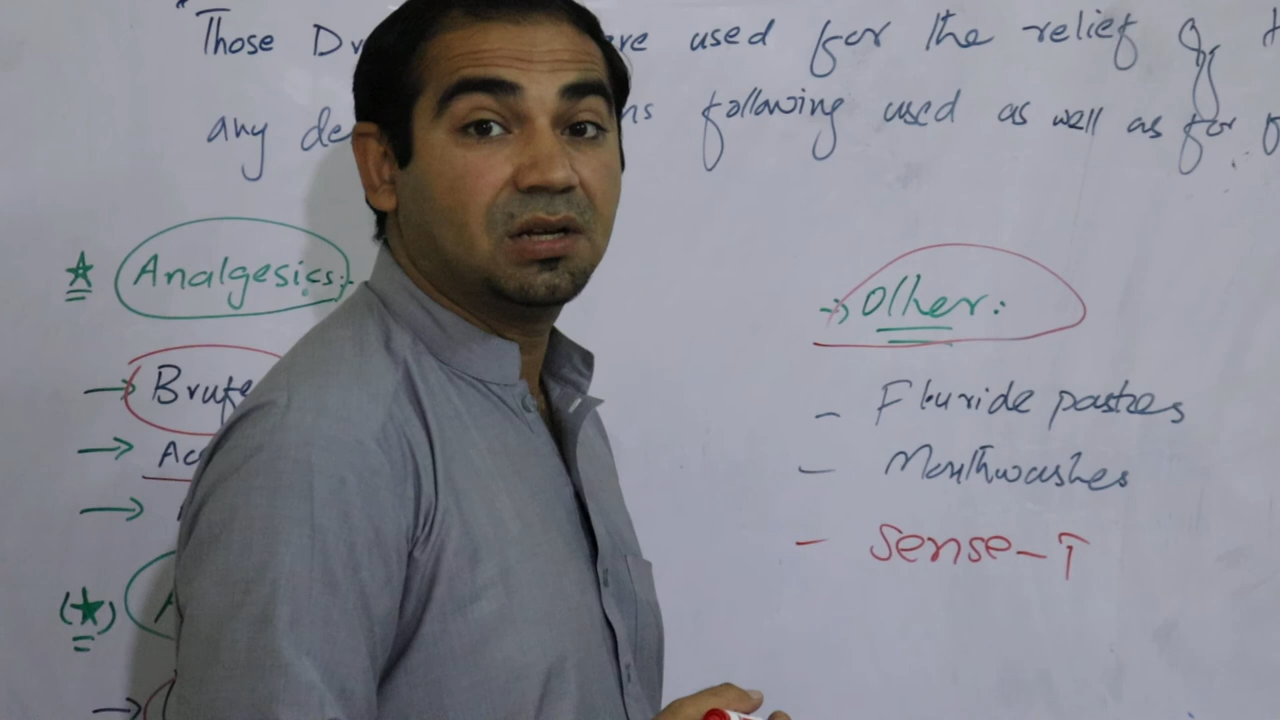 "Those Dr re used for the relief of
any de ns following used as well as for
Analgesics:
Brufe
Ac
Other:
- Fluride pastes
- Mouthwashes
- Sense-T